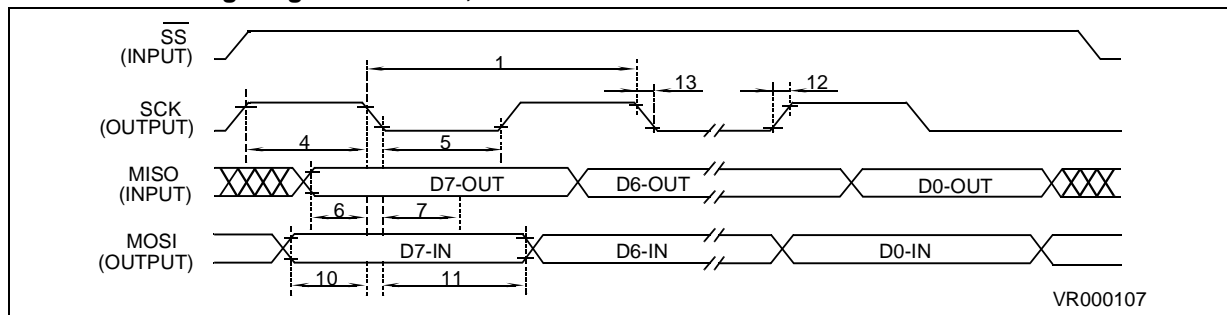 SS
(INPUT)
1
13
12
SCK
(OUTPUT)
4
5
MISO
(INPUT)
D7-OUT
D6-OUT
D0-OUT
6
7
MOSI
(OUTPUT)
D7-IN
D6-IN
D0-IN
10
11
VR000107